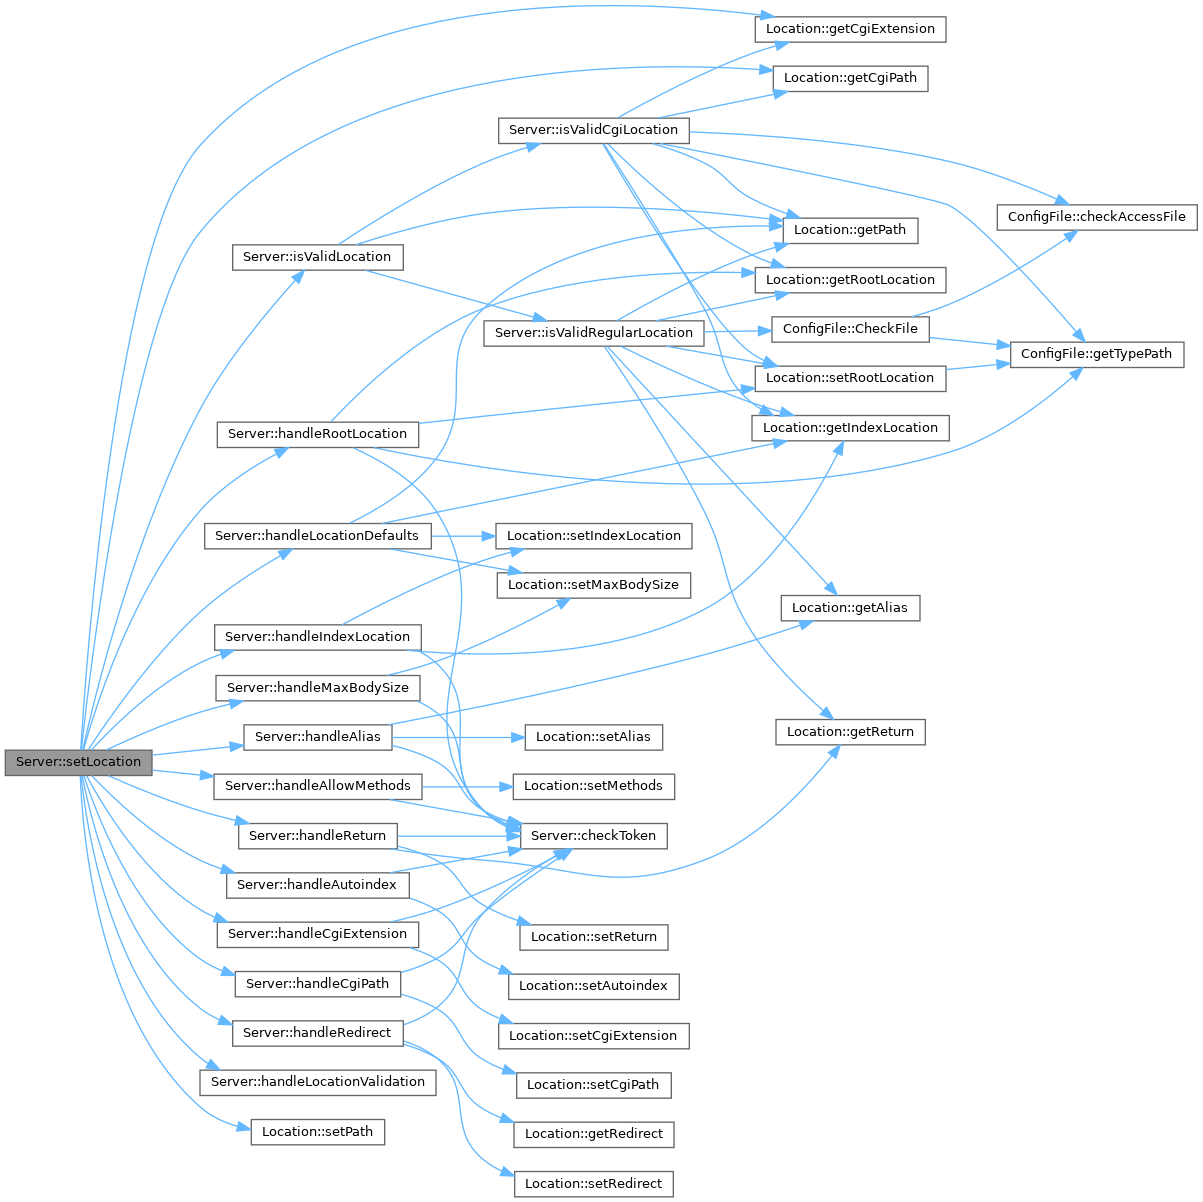 Location::getCgiExtension
Location::getCgiPath
Server::isValidCgiLocation
ConfigFile::checkAccessFile
Location::getPath
Server::isValidLocation
Location::getRootLocation
ConfigFile::CheckFile
Server::isValidRegularLocation
ConfigFile::getTypePath
Location::setRootLocation
Location::getIndexLocation
Server::handleRootLocation
Server::handleLocationDefaults
Location::setIndexLocation
Location::setMaxBodySize
Location::getAlias
Server::handleIndexLocation
Server::handleMaxBodySize
Location::getReturn
Server::handleAlias
Location::setAlias
Server::setLocation
Server::handleAllowMethods
Location::setMethods
Server::handleReturn
Server::checkToken
Server::handleAutoindex
Server::handleCgiExtension
Location::setReturn
Server::handleCgiPath
Location::setAutoindex
Server::handleRedirect
Location::setCgiExtension
Server::handleLocationValidation
Location::setCgiPath
Location::setPath
Location::getRedirect
Location::setRedirect